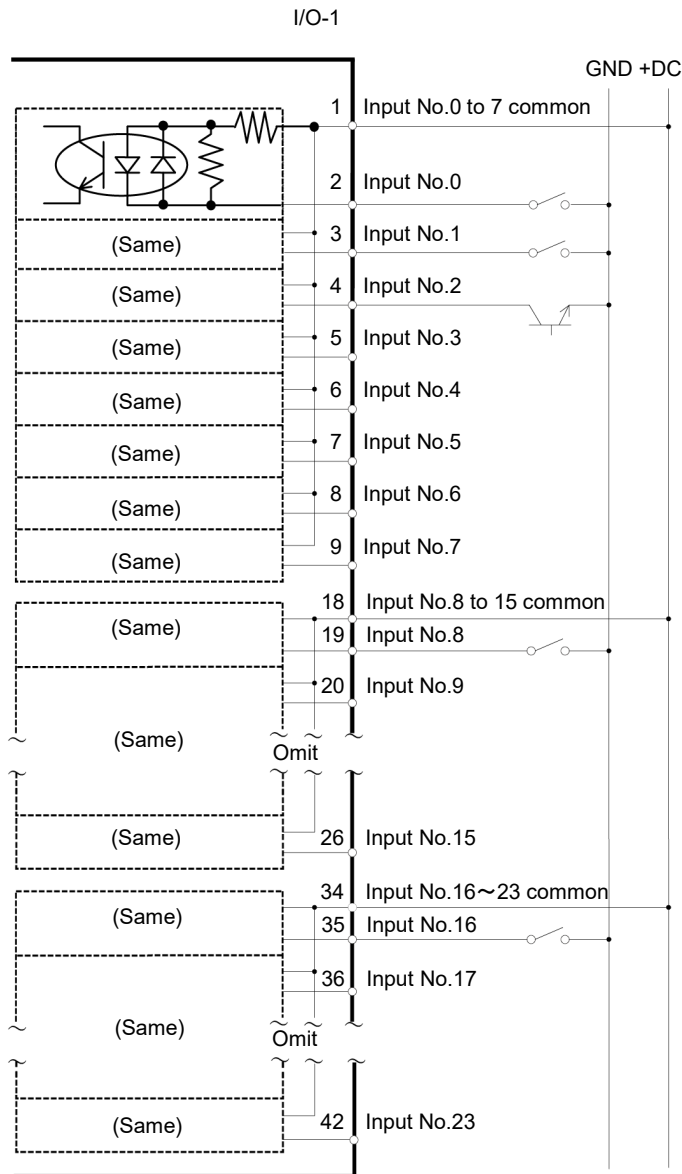 I/O-1
GND +DC
1 Input No.0 to 7 common
2 Input No.0
3 Input No.1
(Same)
4 Input No.2
(Same)
5 Input No.3
(Same)
6 Input No.4
(Same)
7 Input No.5
(Same)
8 Input No.6
(Same)
9 Input No.7
(Same)
18 Input No.8 to 15 common
(Same)
19 Input No.8
20 Input No.9
(Same)
Omit
(Same)
26 Input No.15
34 Input No.16～23 common
(Same)
35 Input No.16
36 Input No.17
(Same)
Omit
(Same)
42 Input No.23